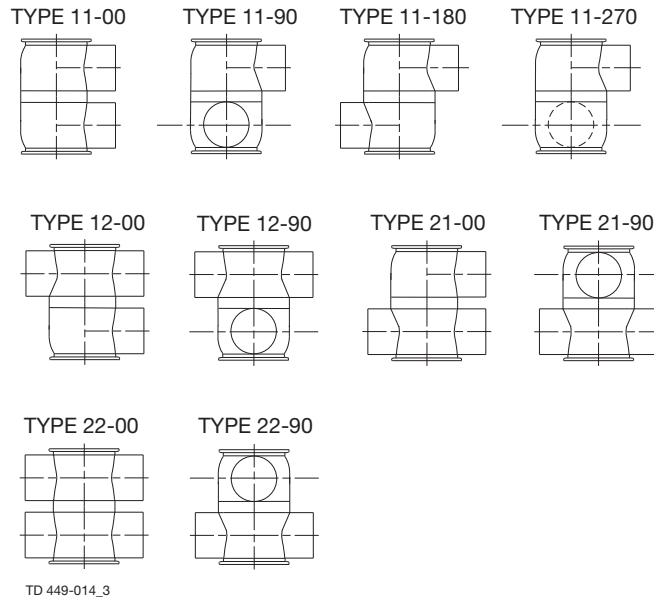 TYPE 11-00 TYPE 11-90 TYPE 11-180 TYPE 11-270
TYPE 12-00 TYPE 12-90 TYPE 21-00 TYPE 21-90
TYPE 22-00 TYPE 22-90
TD 449-014_3